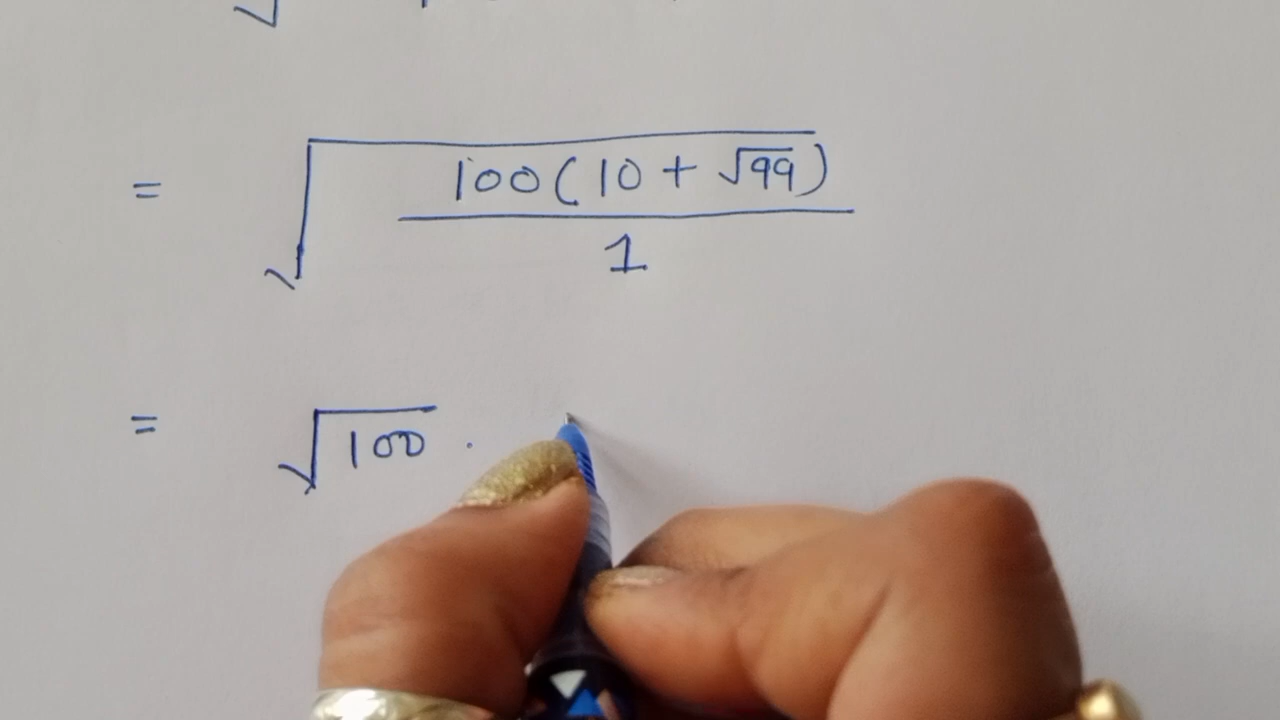 = √(100(10 + √99) / 1)
= √100 ·